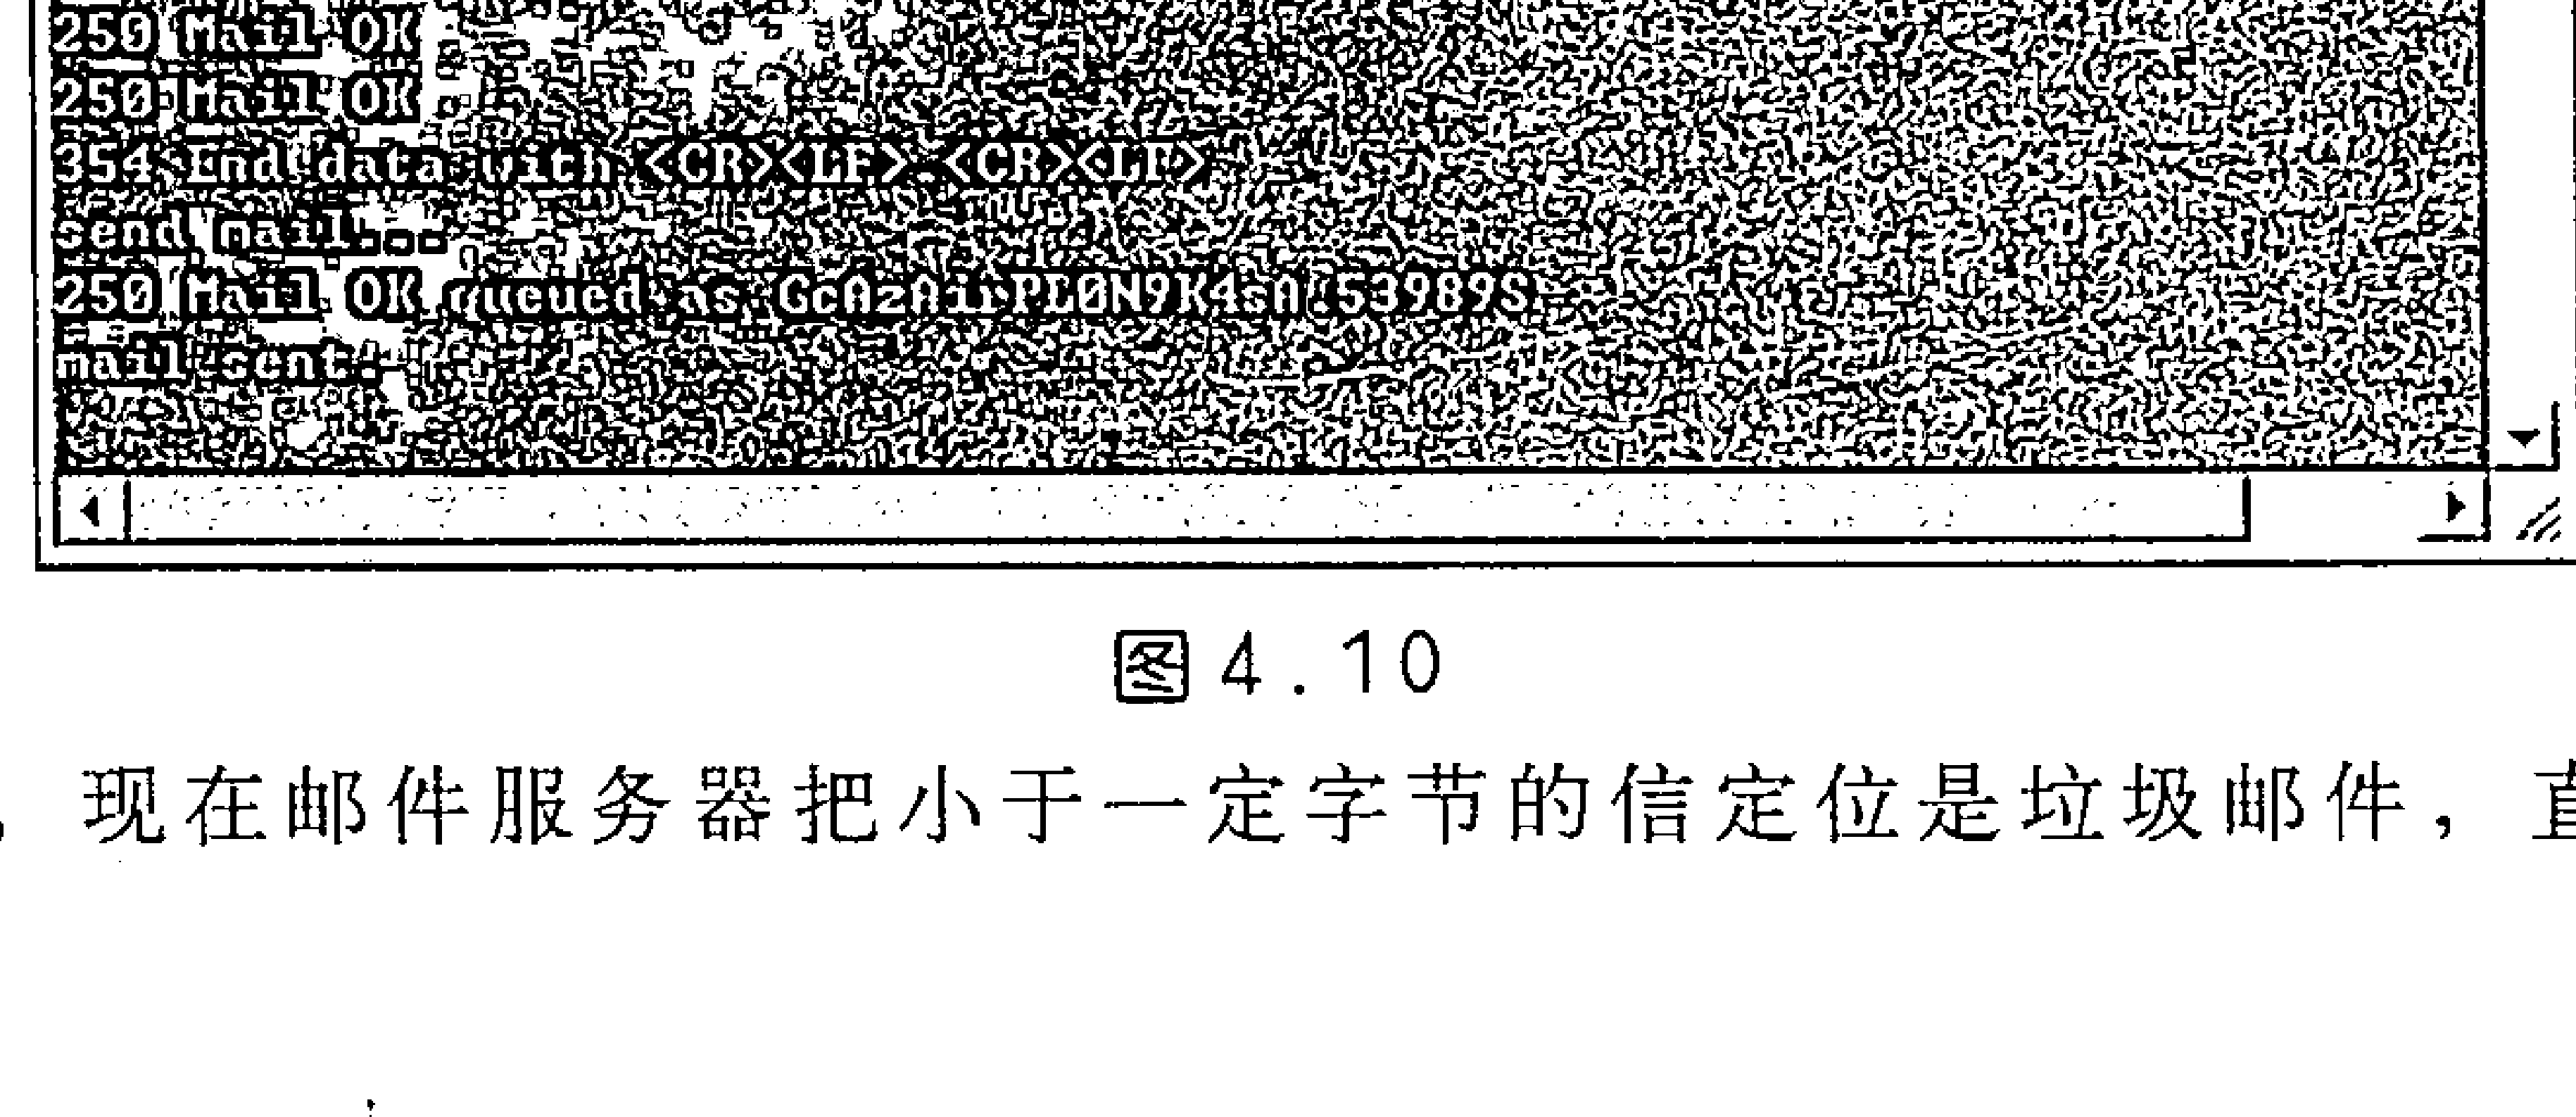 250 Mail OK
250 Mail OK
354 End data with <CR><LF>.<CR><LF>
send mail...
250 Mail OK queued as
mail sent.
图4.10
，现在邮件服务器把小于一定字节的信定位是垃圾邮件，直